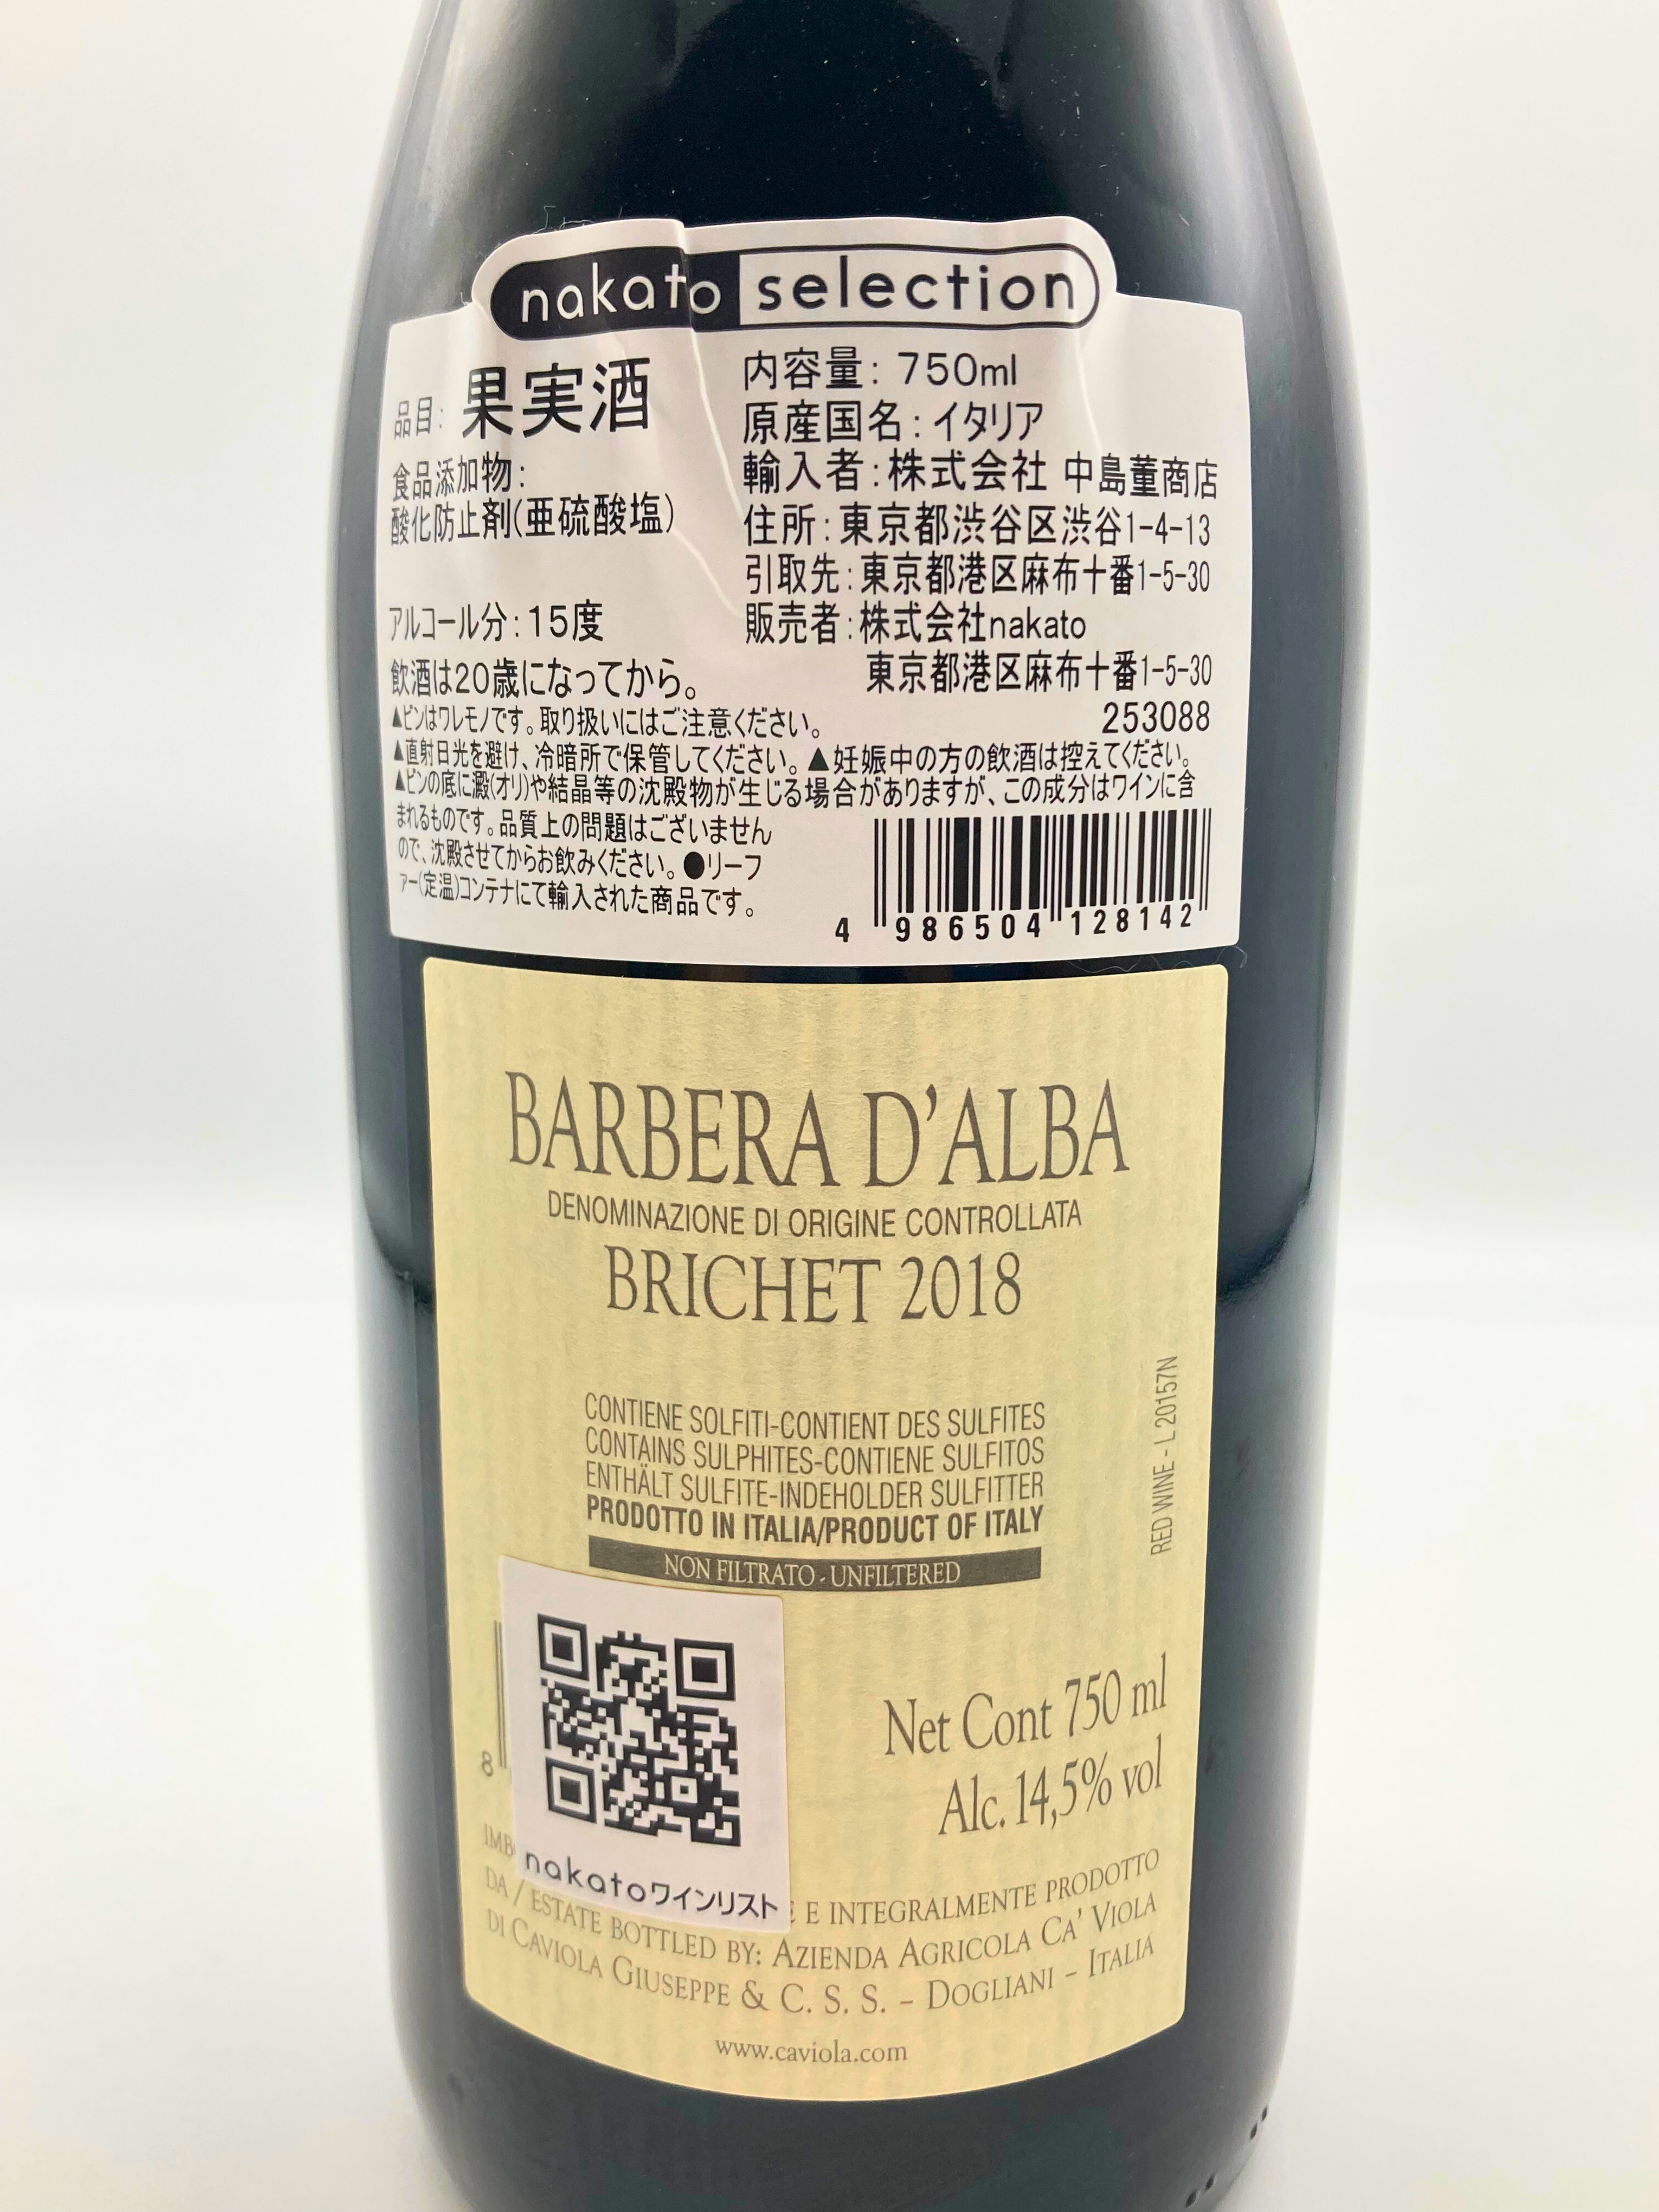 nakato selection
品目: 果実酒
食品添加物:
酸化防止剤(亜硫酸塩)
アルコール分:15度
飲酒は20歳になってから。
内容量: 750ml
原産国名:イタリア
輸入者:株式会社 中島董商店
住所:東京都渋谷区渋谷1-4-13
引取先:東京都港区麻布十番1-5-30
販売者:株式会社nakato
東京都港区麻布十番1-5-30
253088
▲ビンはワレモノです。取り扱いにはご注意ください。
▲直射日光を避け、冷暗所で保管してください。▲妊娠中の方の飲酒は控えてください。
▲ビンの底に澱(オリ)や結晶等の沈殿物が生じる場合がありますが、この成分はワインに含
まれるものです。品質上の問題はございません
ので、沈殿させてからお飲みください。●リーフ
ァー(定温)コンテナにて輸入された商品です。
4 986504 128142
BARBERA D'ALBA
DENOMINAZIONE DI ORIGINE CONTROLLATA
BRICHET 2018
CONTIENE SOLFITI-CONTIENT DES SULFITES
CONTAINS SULPHITES-CONTIENE SULFITOS
ENTHÄLT SULFITE-INDEHOLDER SULFITTER
PRODOTTO IN ITALIA/PRODUCT OF ITALY
NON FILTRATO - UNFILTERED
RED WINE - L 20157N
8
nakatoワインリスト
Net Cont 750 ml
Alc. 14,5% vol
E INTEGRALMENTE PRODOTTO
DA / ESTATE BOTTLED BY: AZIENDA AGRICOLA CA' VIOLA
DI CAVIOLA GIUSEPPE & C. S. S. - DOGLIANI - ITALIA
www.caviola.com